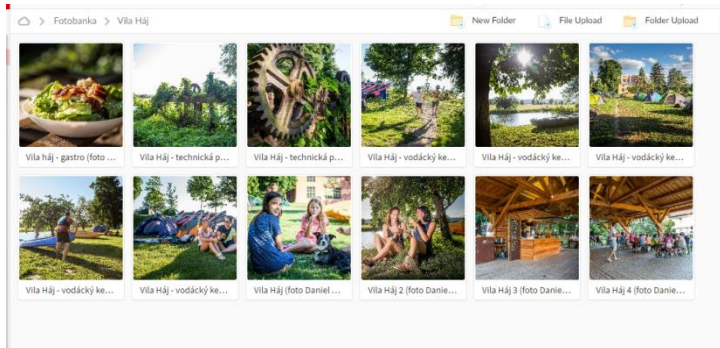 > Fotobanka > Vila Háj
New Folder
File Upload
Folder Upload
Vila háj - gastro (foto ...
Vila Háj - technická p...
Vila Háj - technická p...
Vila Háj - vodácký ke...
Vila Háj - vodácký ke...
Vila Háj - vodácký ke...
Vila Háj - vodácký ke...
Vila Háj - vodácký ke...
Vila Háj (foto Daniel ...
Vila Háj 2 (foto Danie...
Vila Háj 3 (foto Danie...
Vila Háj 4 (foto Danie...